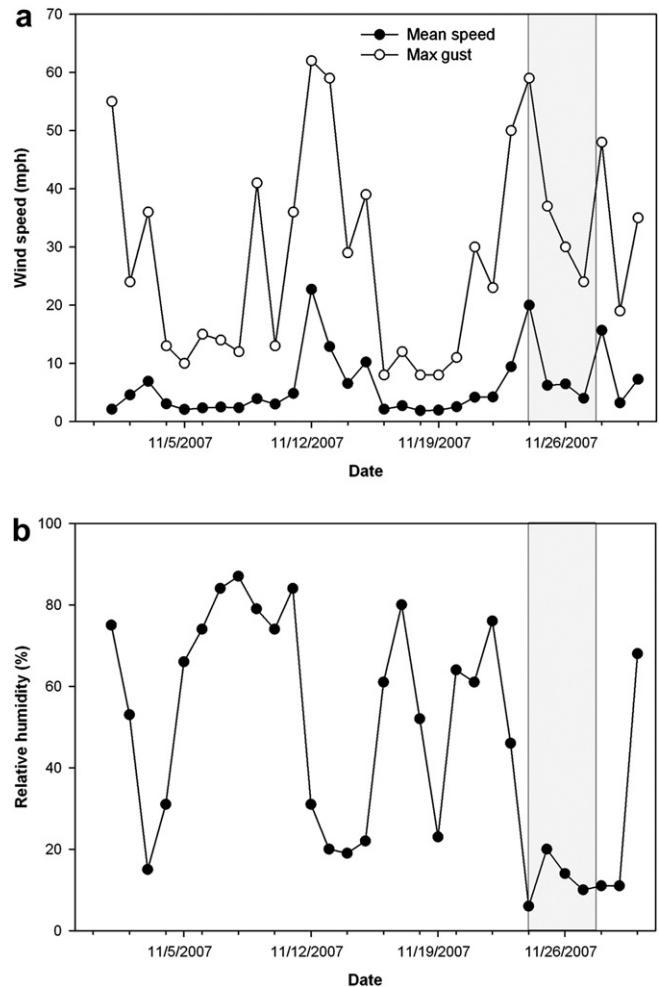 a
70
60
50
40
30
20
10
0
Wind speed (mph)
Mean speed
Max gust
11/5/2007 11/12/2007 11/19/2007 11/26/2007
Date
b
100
80
60
40
20
0
Relative humidity (%)
11/5/2007 11/12/2007 11/19/2007 11/26/2007
Date